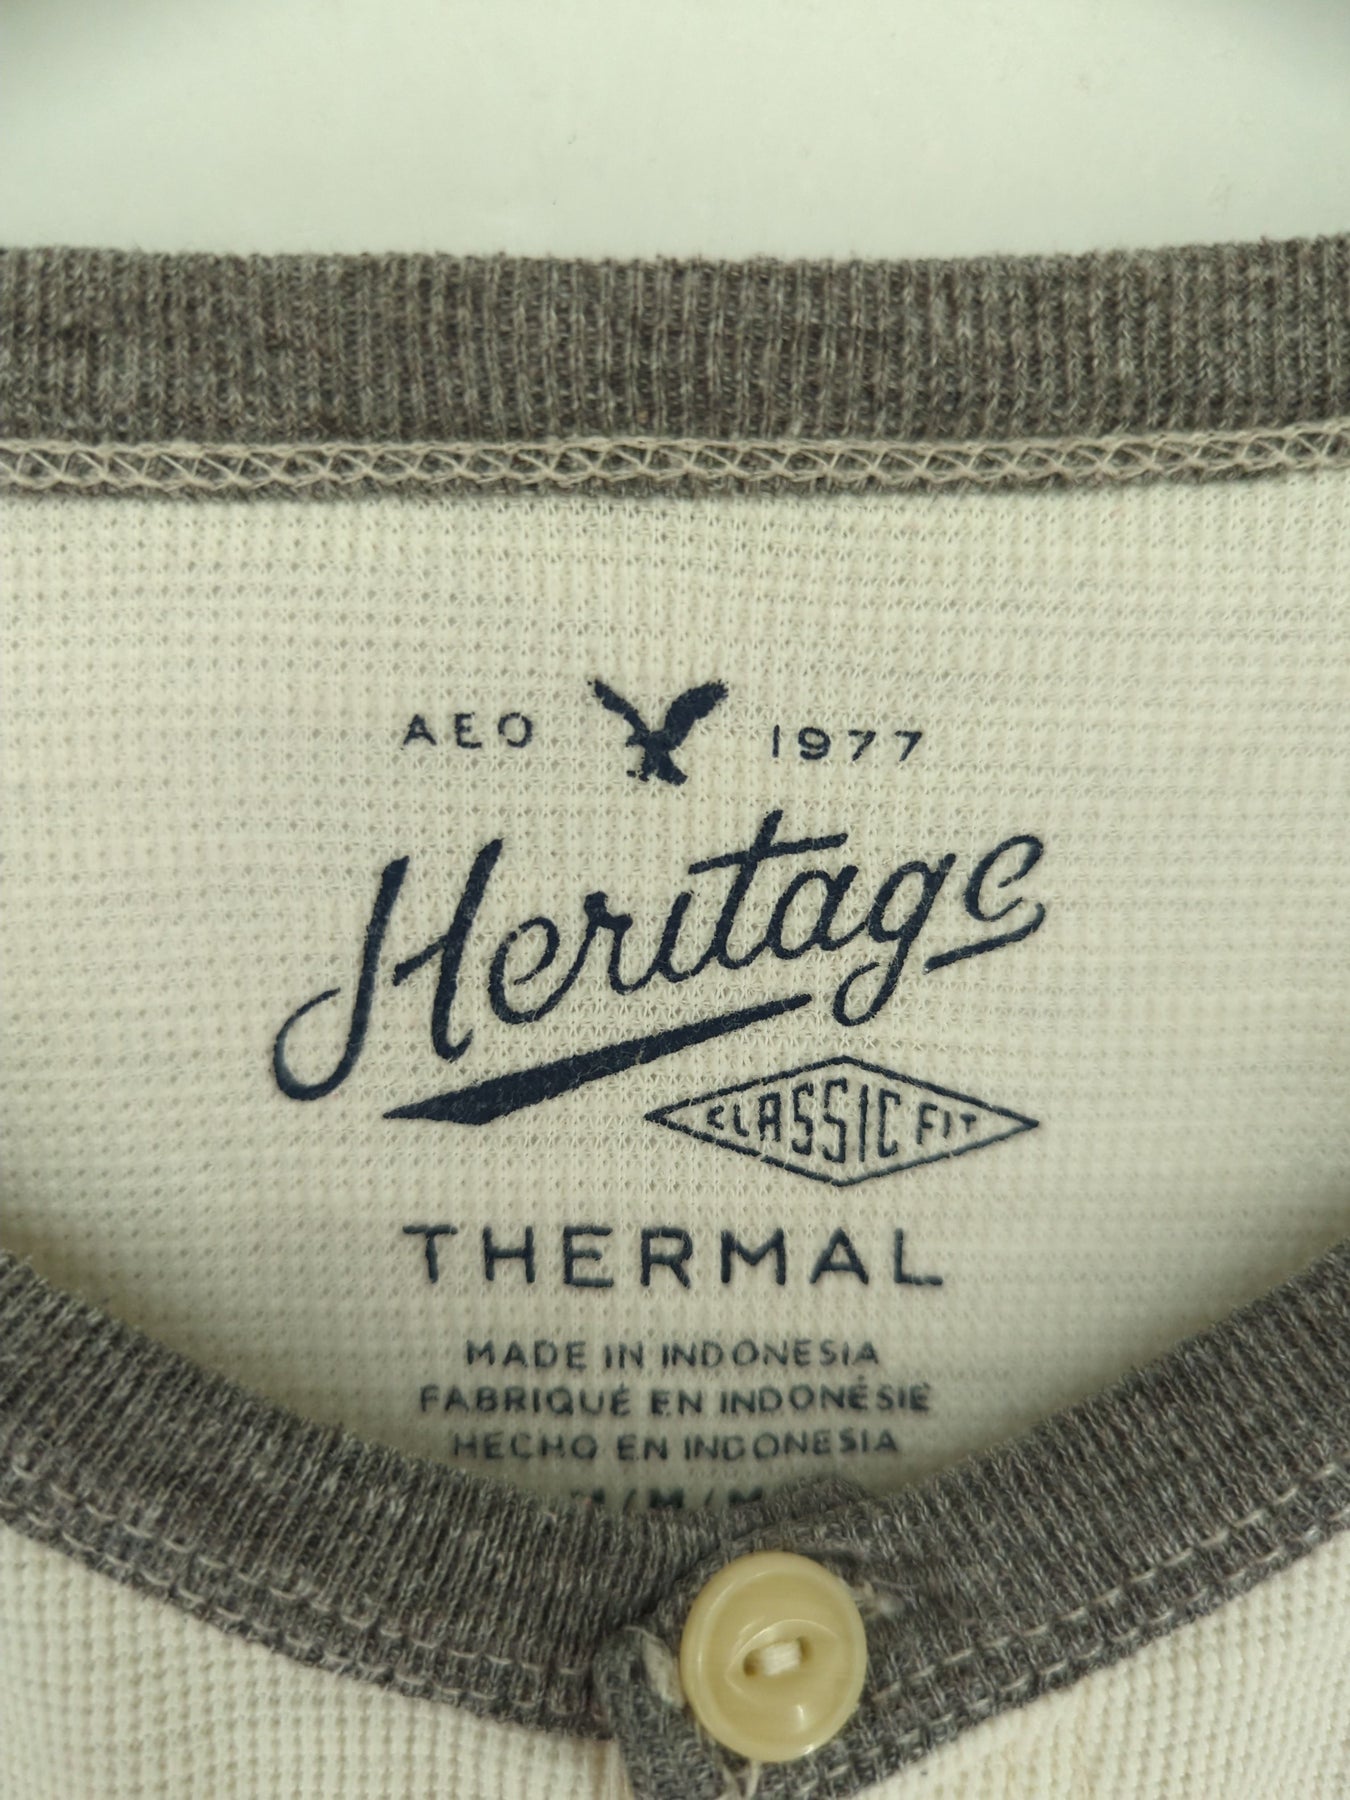 AEO 1977
Heritage
CLASSIC FIT
THERMAL
MADE IN INDONESIA
FABRIQUÉ EN INDONÉSIE
HECHO EN INDONESIA
M/M/M